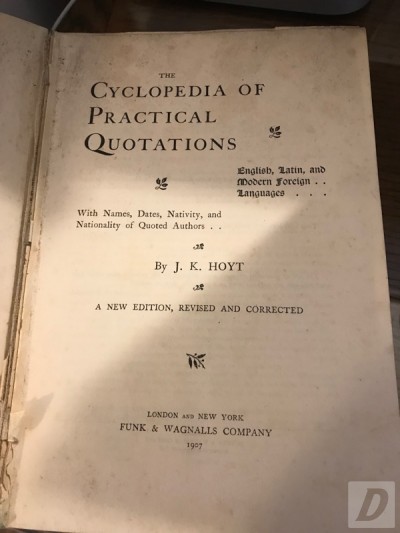 THE
CYCLOPEDIA OF
PRACTICAL
QUOTATIONS
English, Latin, and
Modern Foreign . .
Languages . . .
With Names, Dates, Nativity, and
Nationality of Quoted Authors . .
By J. K. HOYT
A NEW EDITION, REVISED AND CORRECTED
LONDON AND NEW YORK
FUNK & WAGNALLS COMPANY
1907
D